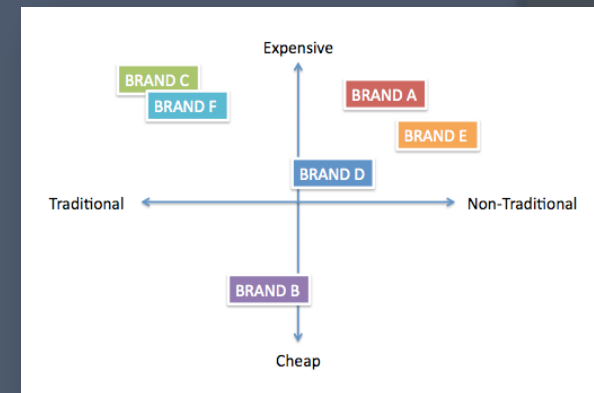 Expensive
BRAND C
BRAND A
BRAND F
BRAND E
BRAND D
Traditional
Non-Traditional
BRAND B
Cheap